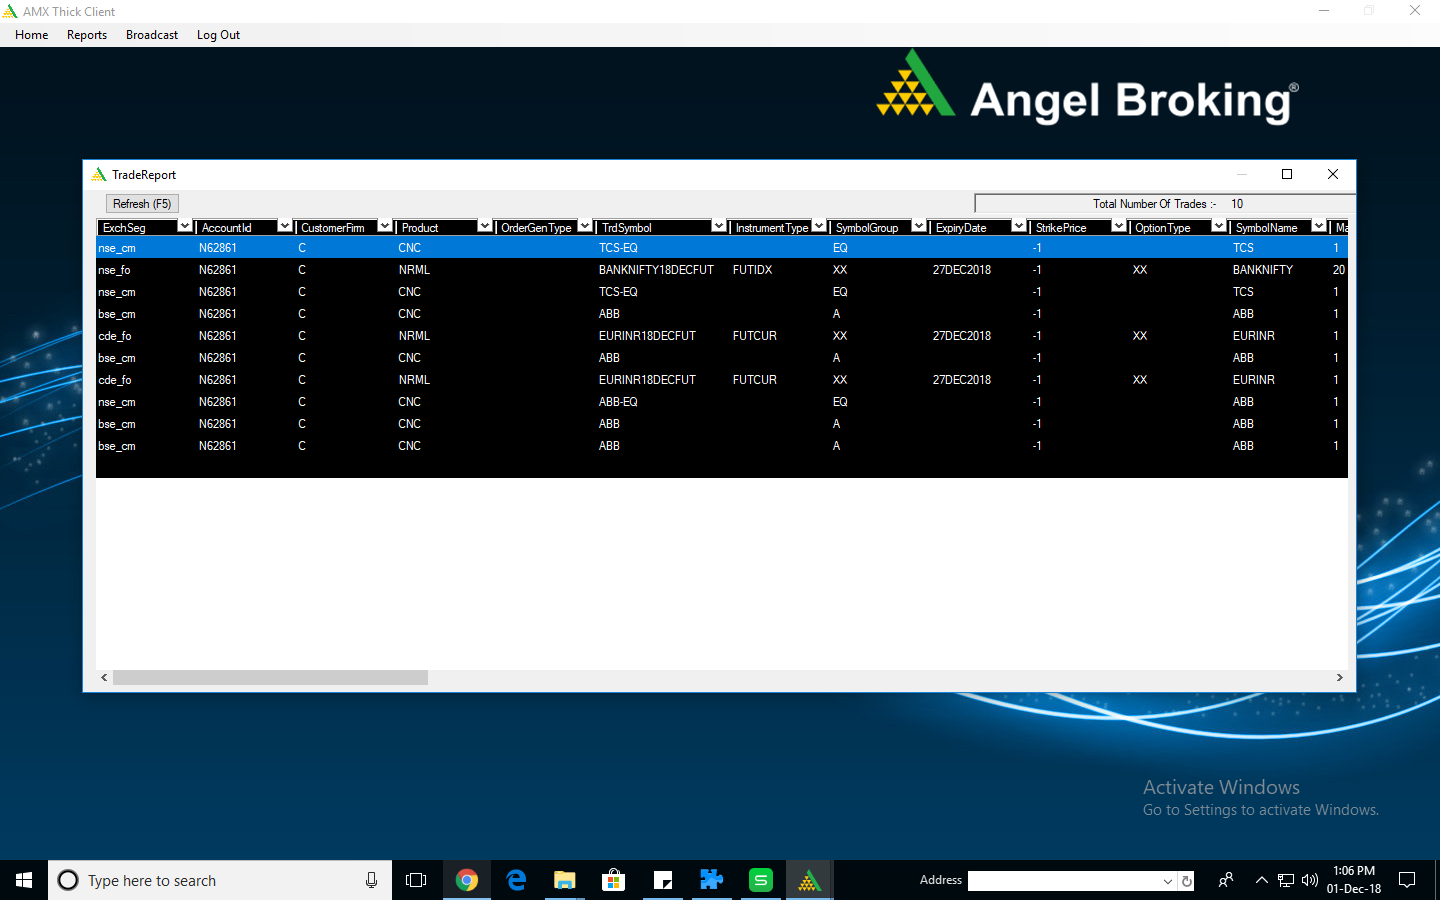 AMX Thick Client
Home Reports Broadcast Log Out
Angel Broking®
TradeReport
Refresh (F5) Total Number Of Trades :- 10
ExchSeg AccountId CustomerFirm Product OrderGenType TrdSymbol InstrumentType SymbolGroup ExpiryDate StrikePrice OptionType SymbolName Ma
nse_cm N62861 C CNC TCS-EQ EQ -1 TCS 1
nse_fo N62861 C NRML BANKNIFTY18DECFUT FUTIDX XX 27DEC2018 -1 XX BANKNIFTY 20
nse_cm N62861 C CNC TCS-EQ EQ -1 TCS 1
bse_cm N62861 C CNC ABB A -1 ABB 1
cde_fo N62861 C NRML EURINR18DECFUT FUTCUR XX 27DEC2018 -1 XX EURINR 1
bse_cm N62861 C CNC ABB A -1 ABB 1
cde_fo N62861 C NRML EURINR18DECFUT FUTCUR XX 27DEC2018 -1 XX EURINR 1
nse_cm N62861 C CNC ABB-EQ EQ -1 ABB 1
bse_cm N62861 C CNC ABB A -1 ABB 1
bse_cm N62861 C CNC ABB A -1 ABB 1
Activate Windows
Go to Settings to activate Windows.
Type here to search Address 1:06 PM
01-Dec-18